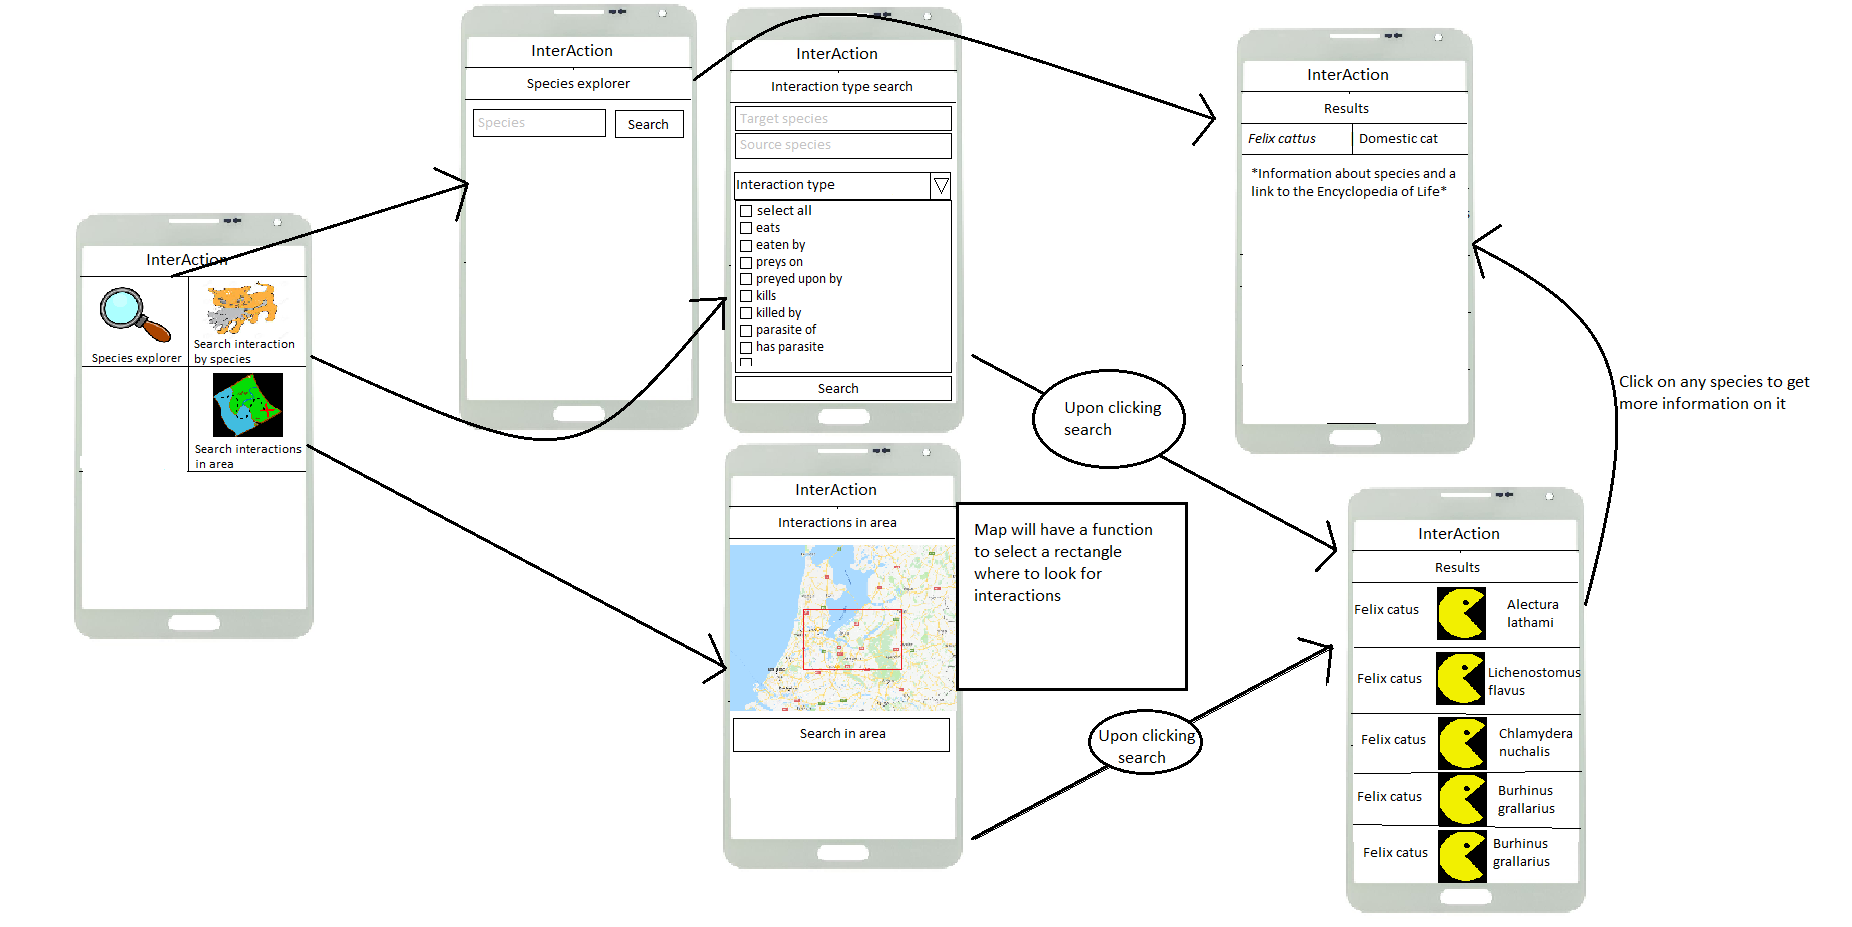 InterAction
Species explorer
Search interaction
by species
Search interactions
in area
InterAction
Species explorer
Species
Search
InterAction
Interaction type search
Target species
Source species
Interaction type
select all
eats
eaten by
preys on
preyed upon by
kills
killed by
parasite of
has parasite
Search
InterAction
Interactions in area
Search in area
Map will have a function
to select a rectangle
where to look for
interactions
Upon clicking
search
Upon clicking
search
InterAction
Results
Felix cattus
Domestic cat
*Information about species and a
link to the Encyclopedia of Life*
Click on any species to get
more information on it
InterAction
Results
Felix catus
Alectura
lathami
Felix catus
Lichenostomus
flavus
Felix catus
Chlamydera
nuchalis
Felix catus
Burhinus
grallarius
Felix catus
Burhinus
grallarius